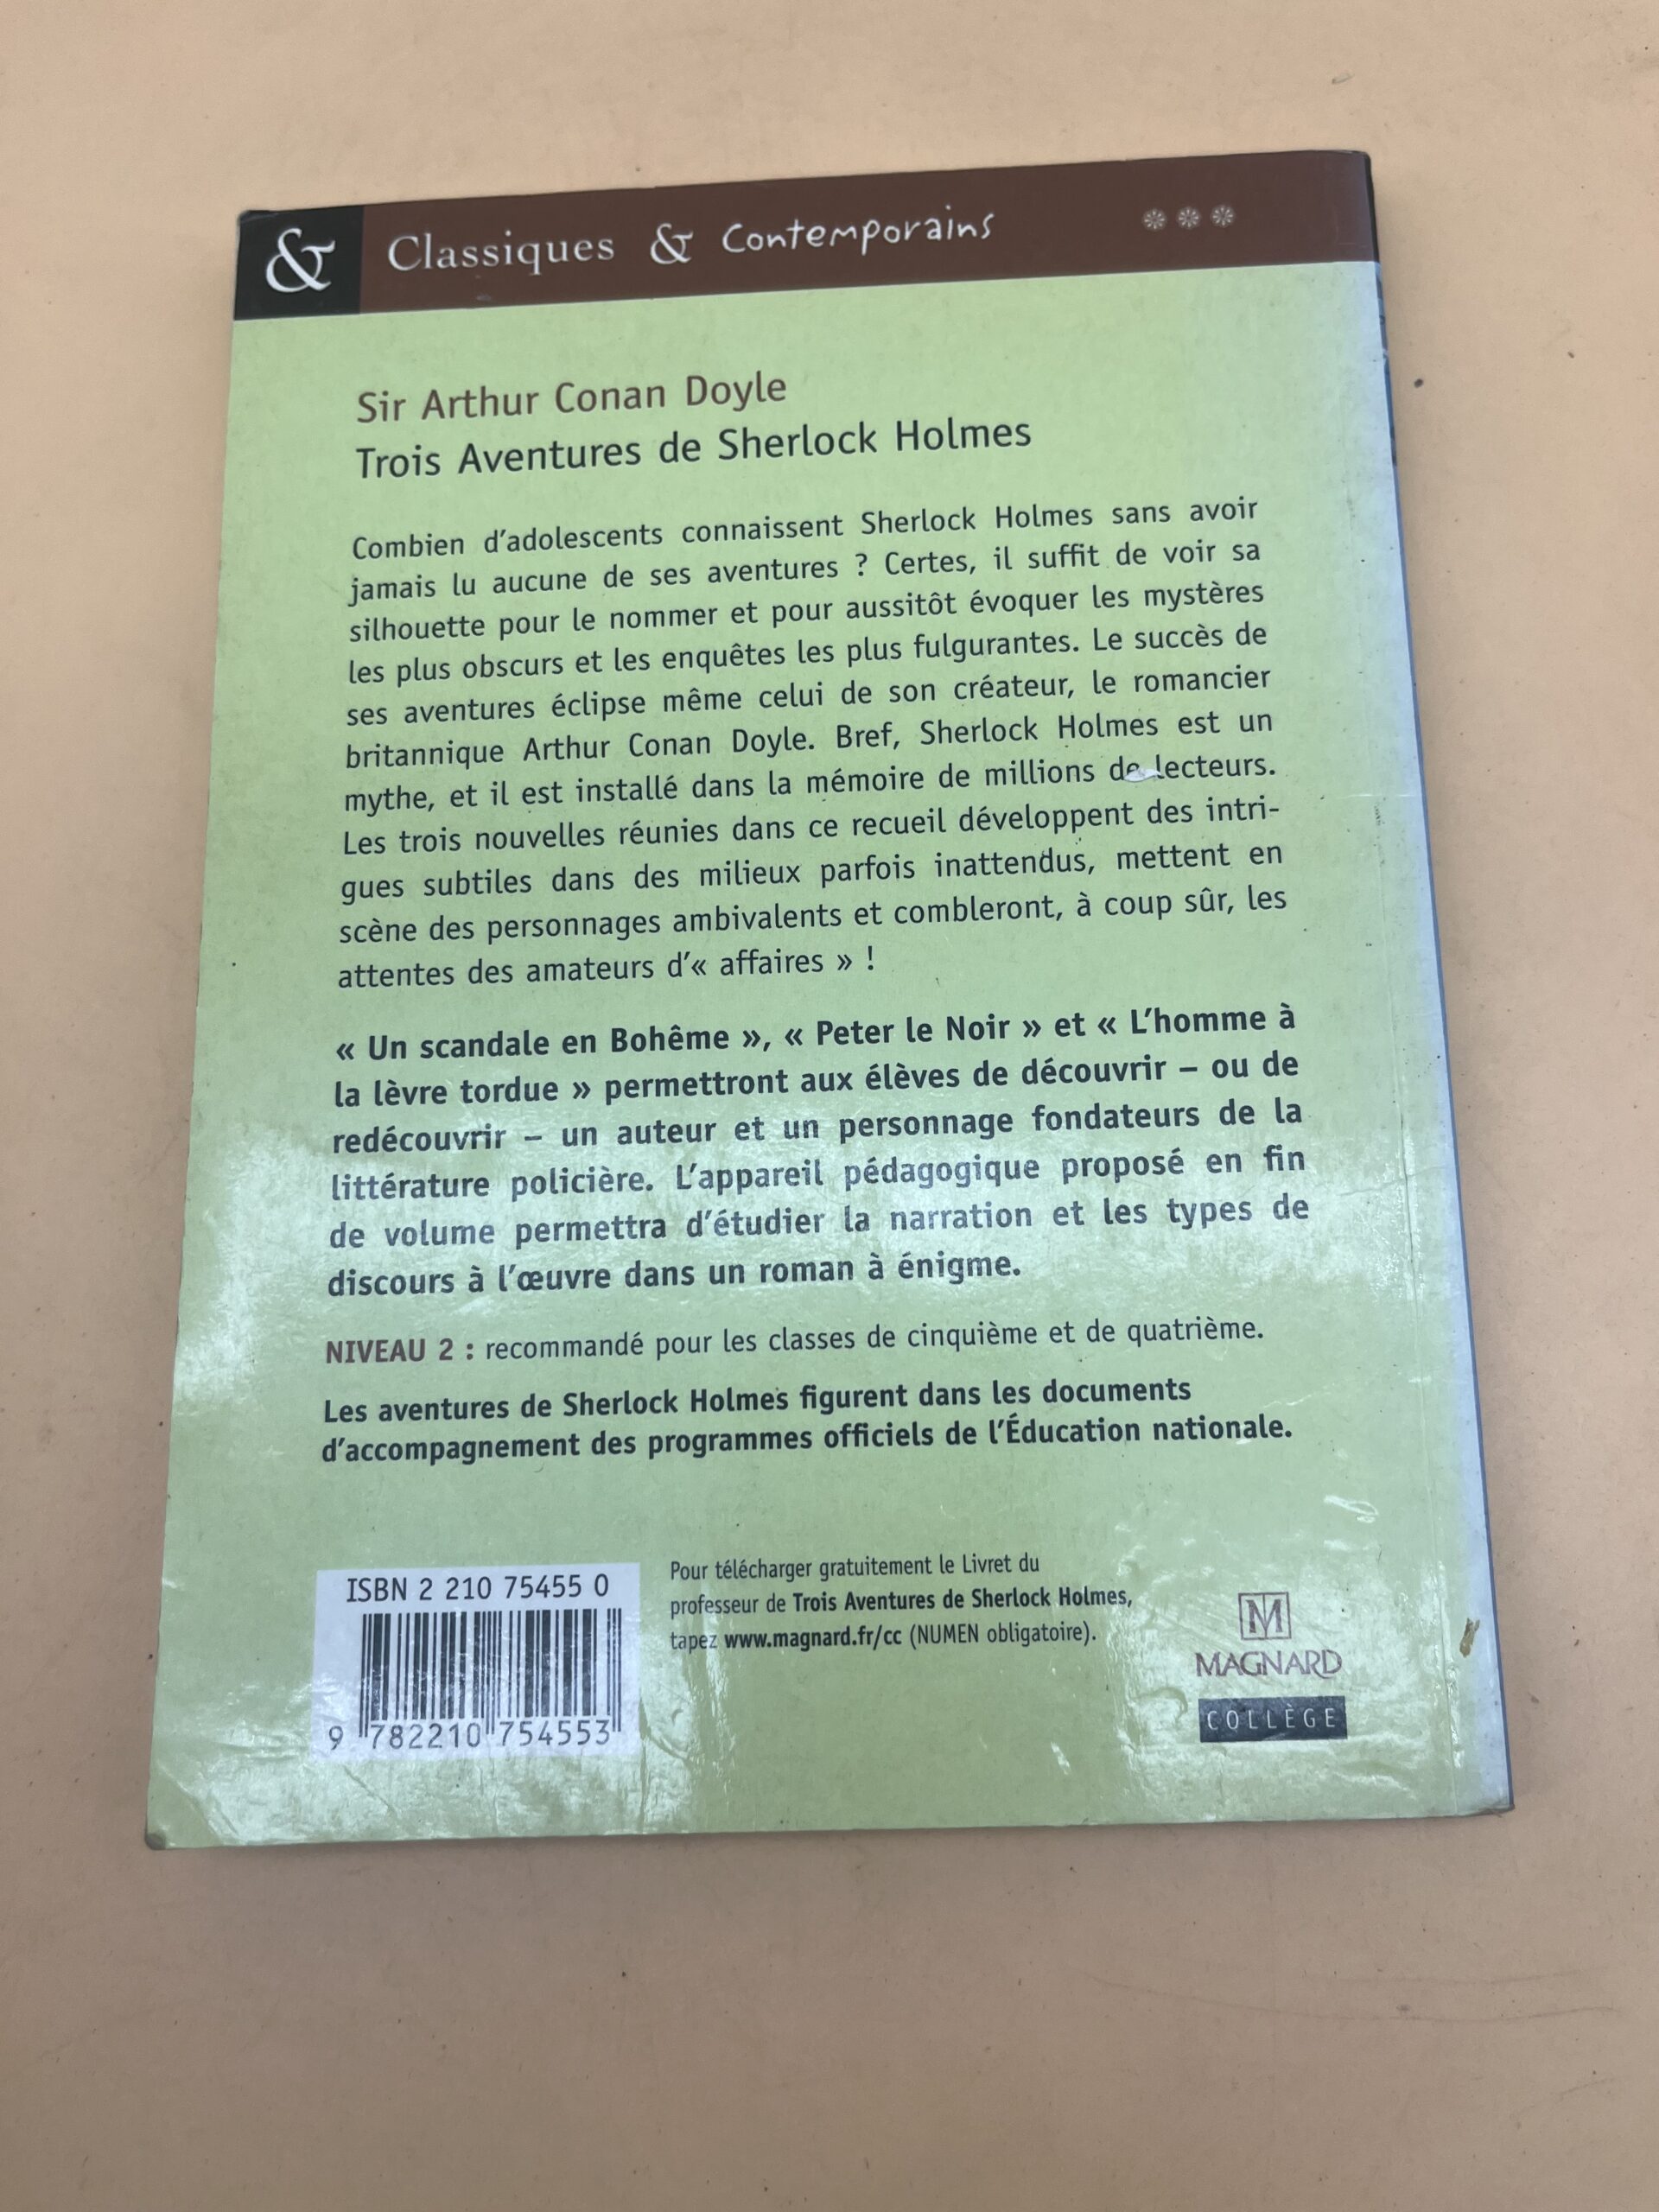 & Classiques & Contemporains ***
Sir Arthur Conan Doyle
Trois Aventures de Sherlock Holmes
Combien d'adolescents connaissent Sherlock Holmes sans avoir
jamais lu aucune de ses aventures ? Certes, il suffit de voir sa
silhouette pour le nommer et pour aussitôt évoquer les mystères
les plus obscurs et les enquêtes les plus fulgurantes. Le succès de
ses aventures éclipse même celui de son créateur, le romancier
britannique Arthur Conan Doyle. Bref, Sherlock Holmes est un
mythe, et il est installé dans la mémoire de millions de lecteurs.
Les trois nouvelles réunies dans ce recueil développent des intri-
gues subtiles dans des milieux parfois inattendus, mettent en
scène des personnages ambivalents et combleront, à coup sûr, les
attentes des amateurs d'« affaires » !
« Un scandale en Bohême », « Peter le Noir » et « L'homme à
la lèvre tordue » permettront aux élèves de découvrir – ou de
redécouvrir – un auteur et un personnage fondateurs de la
littérature policière. L'appareil pédagogique proposé en fin
de volume permettra d'étudier la narration et les types de
discours à l'œuvre dans un roman à énigme.
NIVEAU 2 : recommandé pour les classes de cinquième et de quatrième.
Les aventures de Sherlock Holmes figurent dans les documents
d'accompagnement des programmes officiels de l'Éducation nationale.
ISBN 2 210 75455 0
9 782210 754553
Pour télécharger gratuitement le Livret du
professeur de Trois Aventures de Sherlock Holmes,
tapez www.magnard.fr/cc (NUMEN obligatoire).
M
MAGNARD
COLLÈGE